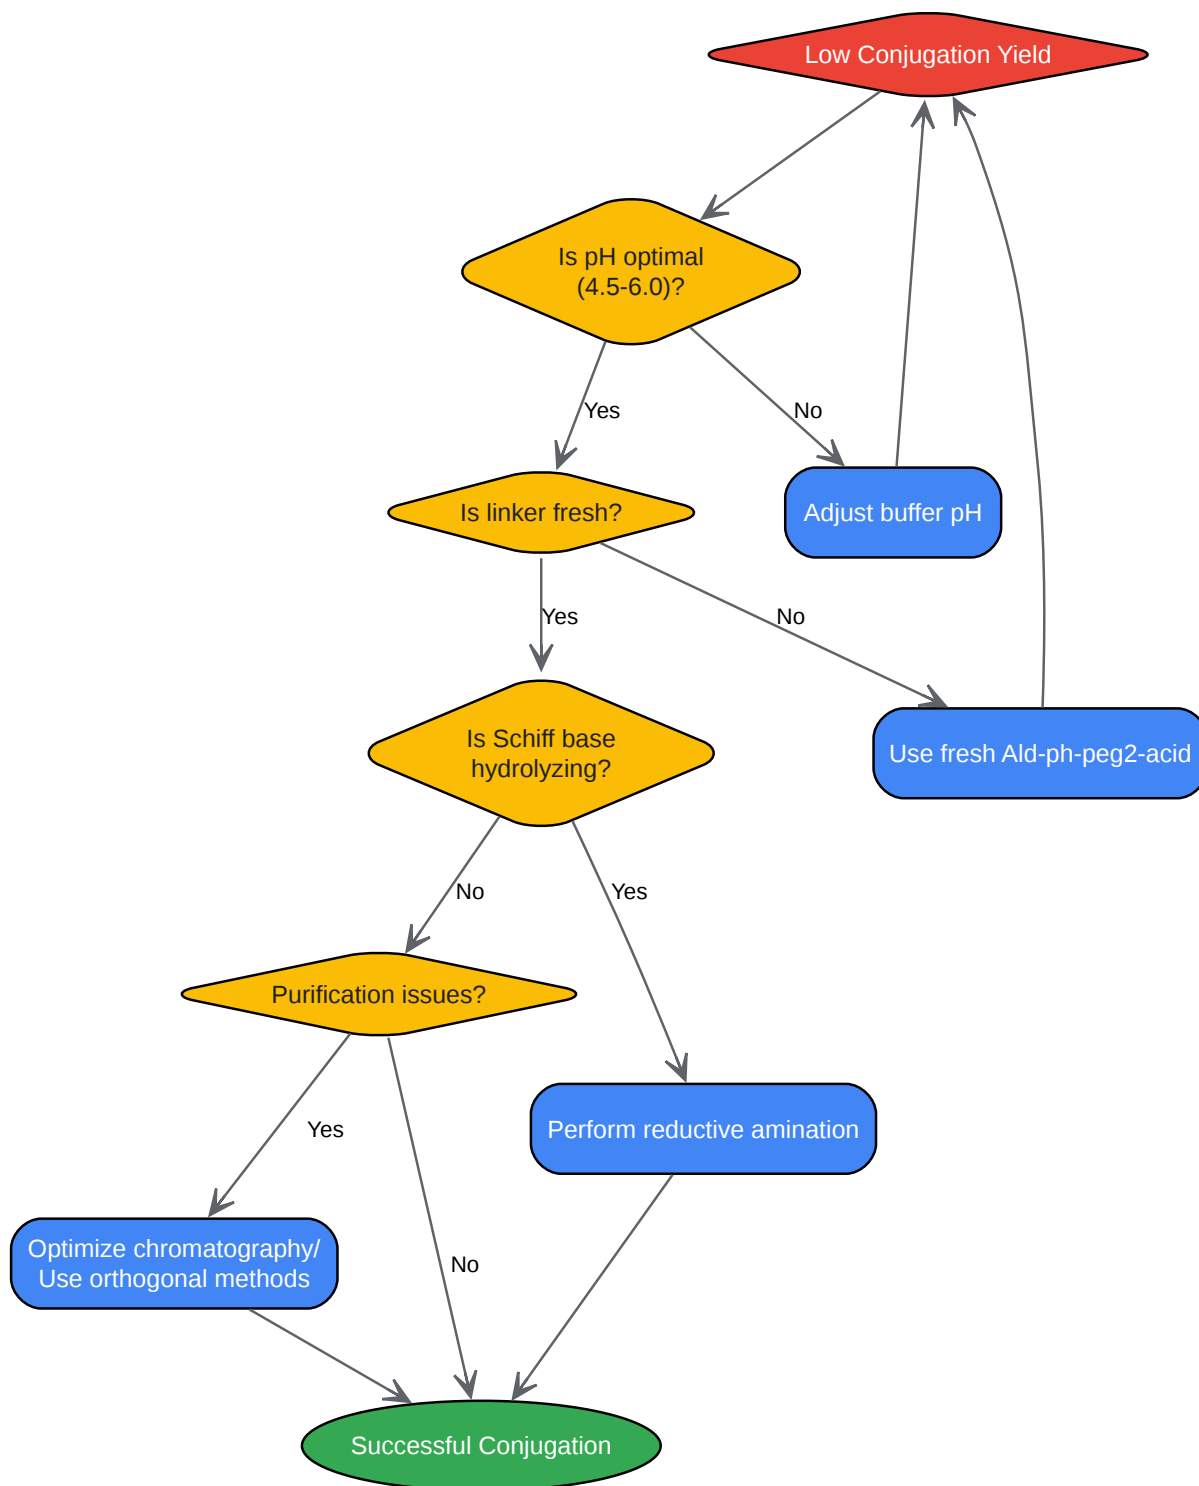 Low Conjugation Yield
Is pH optimal
(4.5-6.0)?
Yes
No
Is linker fresh?
Adjust buffer pH
Yes
No
Is Schiff base
hydrolyzing?
Use fresh Ald-ph-peg2-acid
No
Yes
Purification issues?
Yes
Perform reductive amination
Optimize chromatography/
Use orthogonal methods
No
Successful Conjugation